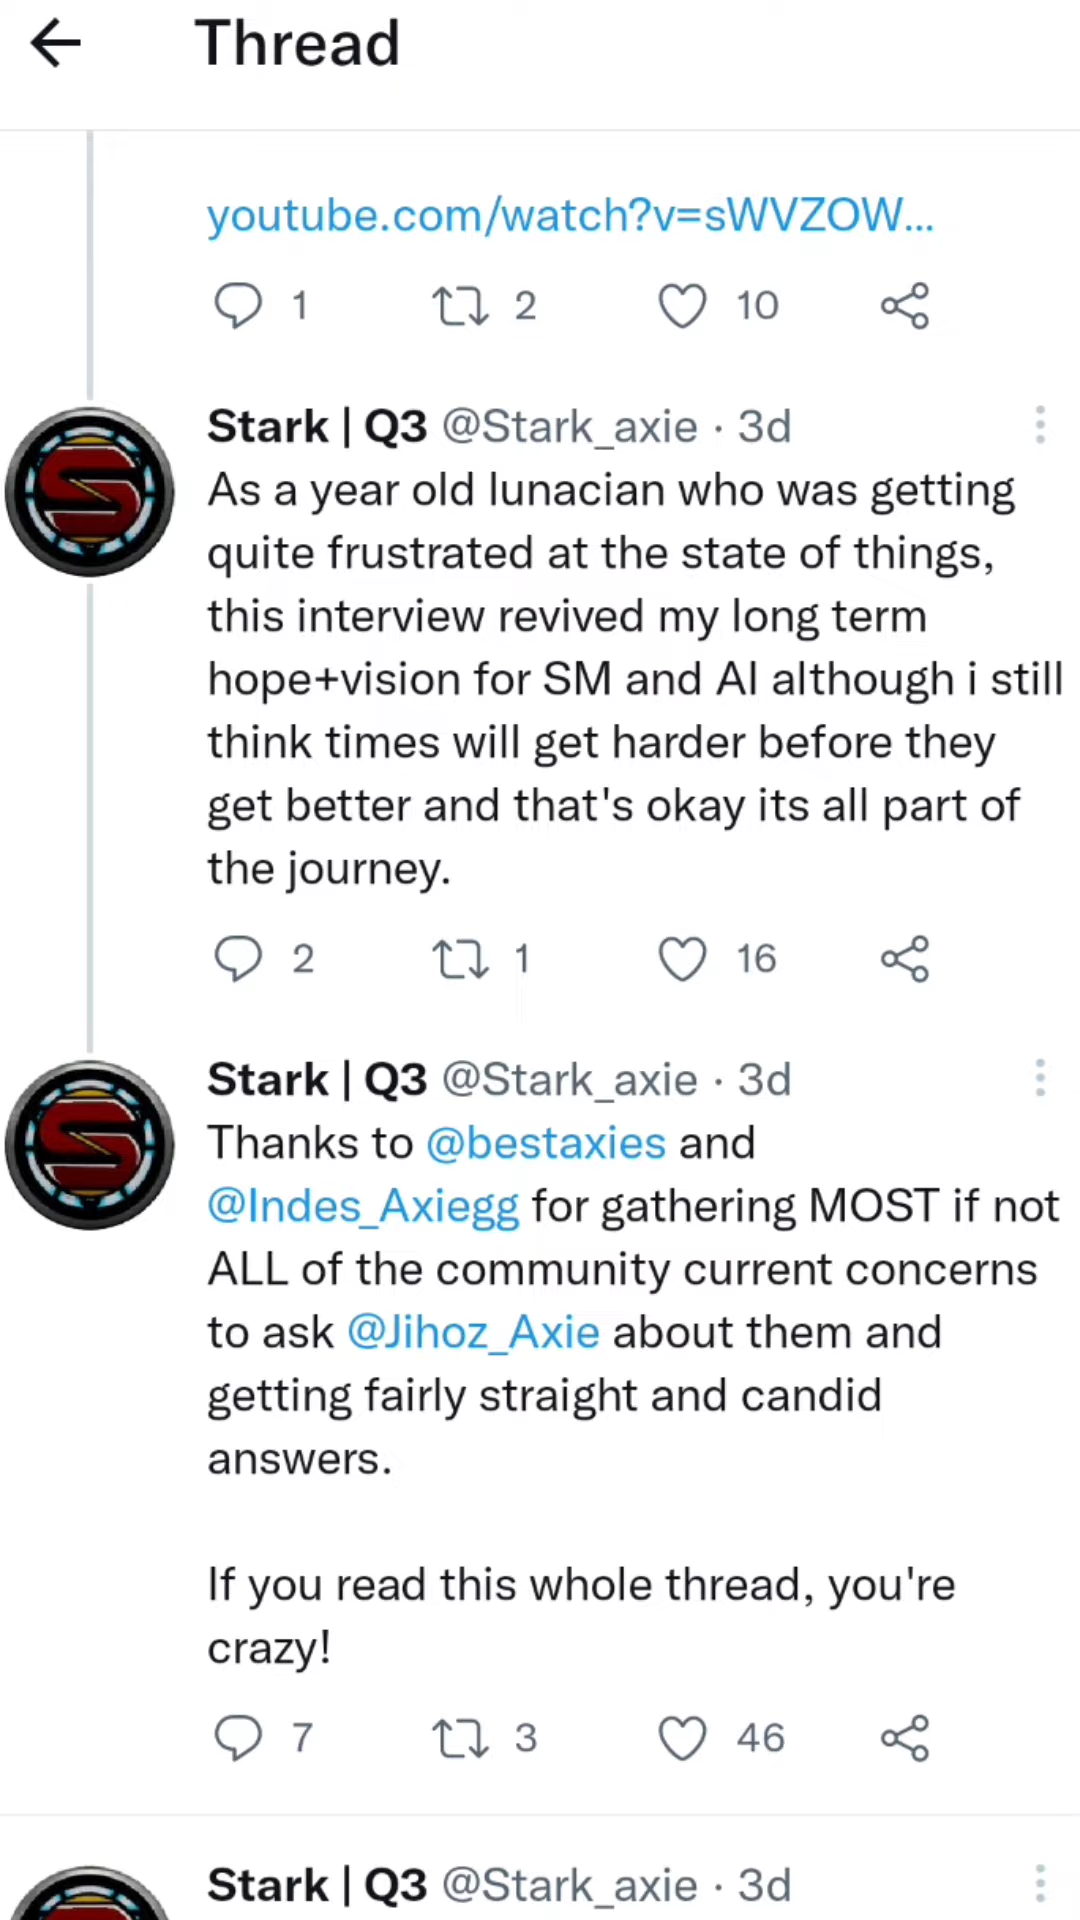 Thread
youtube.com/watch?v=sWVZOW...
1 2 10
Stark | Q3 @Stark_axie · 3d
As a year old lunacian who was getting
quite frustrated at the state of things,
this interview revived my long term
hope+vision for SM and AI although i still
think times will get harder before they
get better and that's okay its all part of
the journey.
2 1 16
Stark | Q3 @Stark_axie · 3d
Thanks to @bestaxies and
@Indes_Axiegg for gathering MOST if not
ALL of the community current concerns
to ask @Jihoz_Axie about them and
getting fairly straight and candid
answers.
If you read this whole thread, you're
crazy!
7 3 46
Stark | Q3 @Stark_axie · 3d